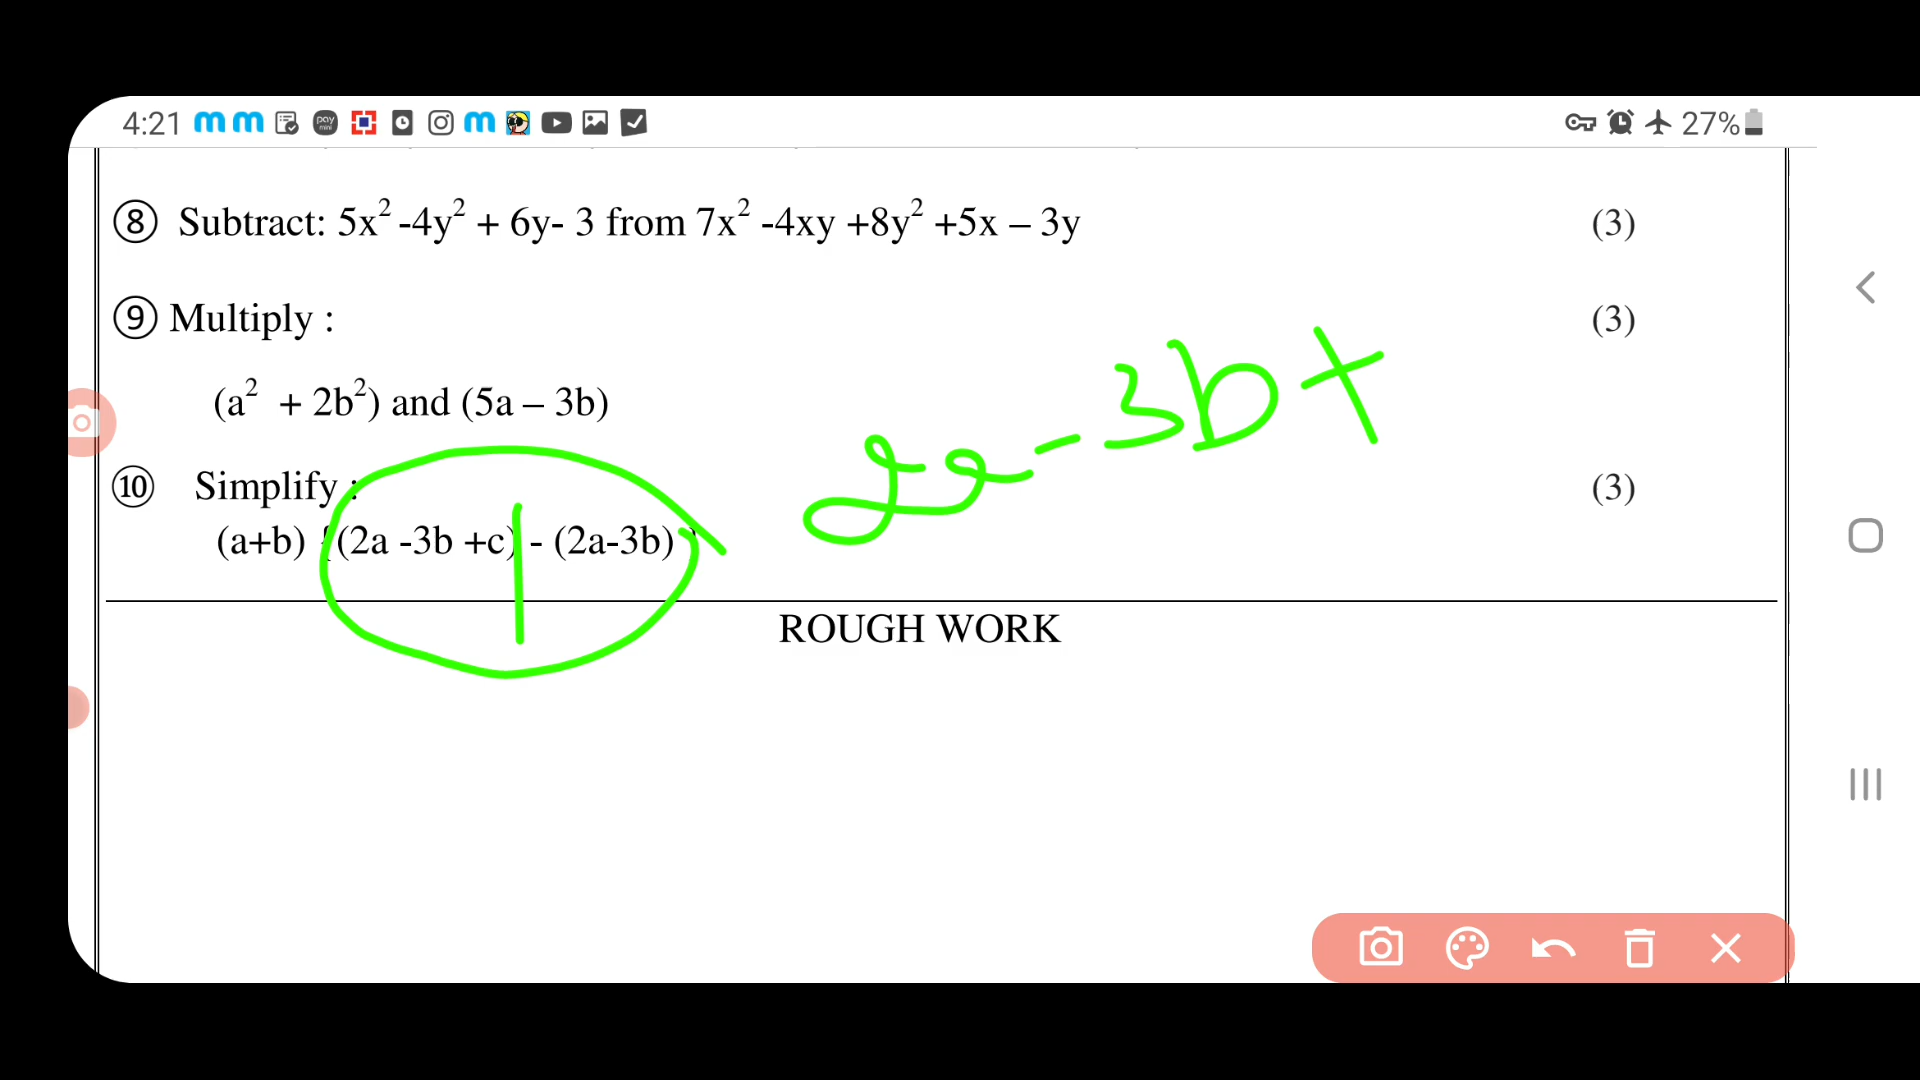 4:21 27%
⑧ Subtract: 5x² -4y² + 6y- 3 from 7x² -4xy +8y² +5x – 3y (3)
⑨ Multiply : (3)
(a² + 2b²) and (5a – 3b)
2a - 3b +
⑩ Simplify : (3)
(a+b) {(2a -3b +c) - (2a-3b)
ROUGH WORK